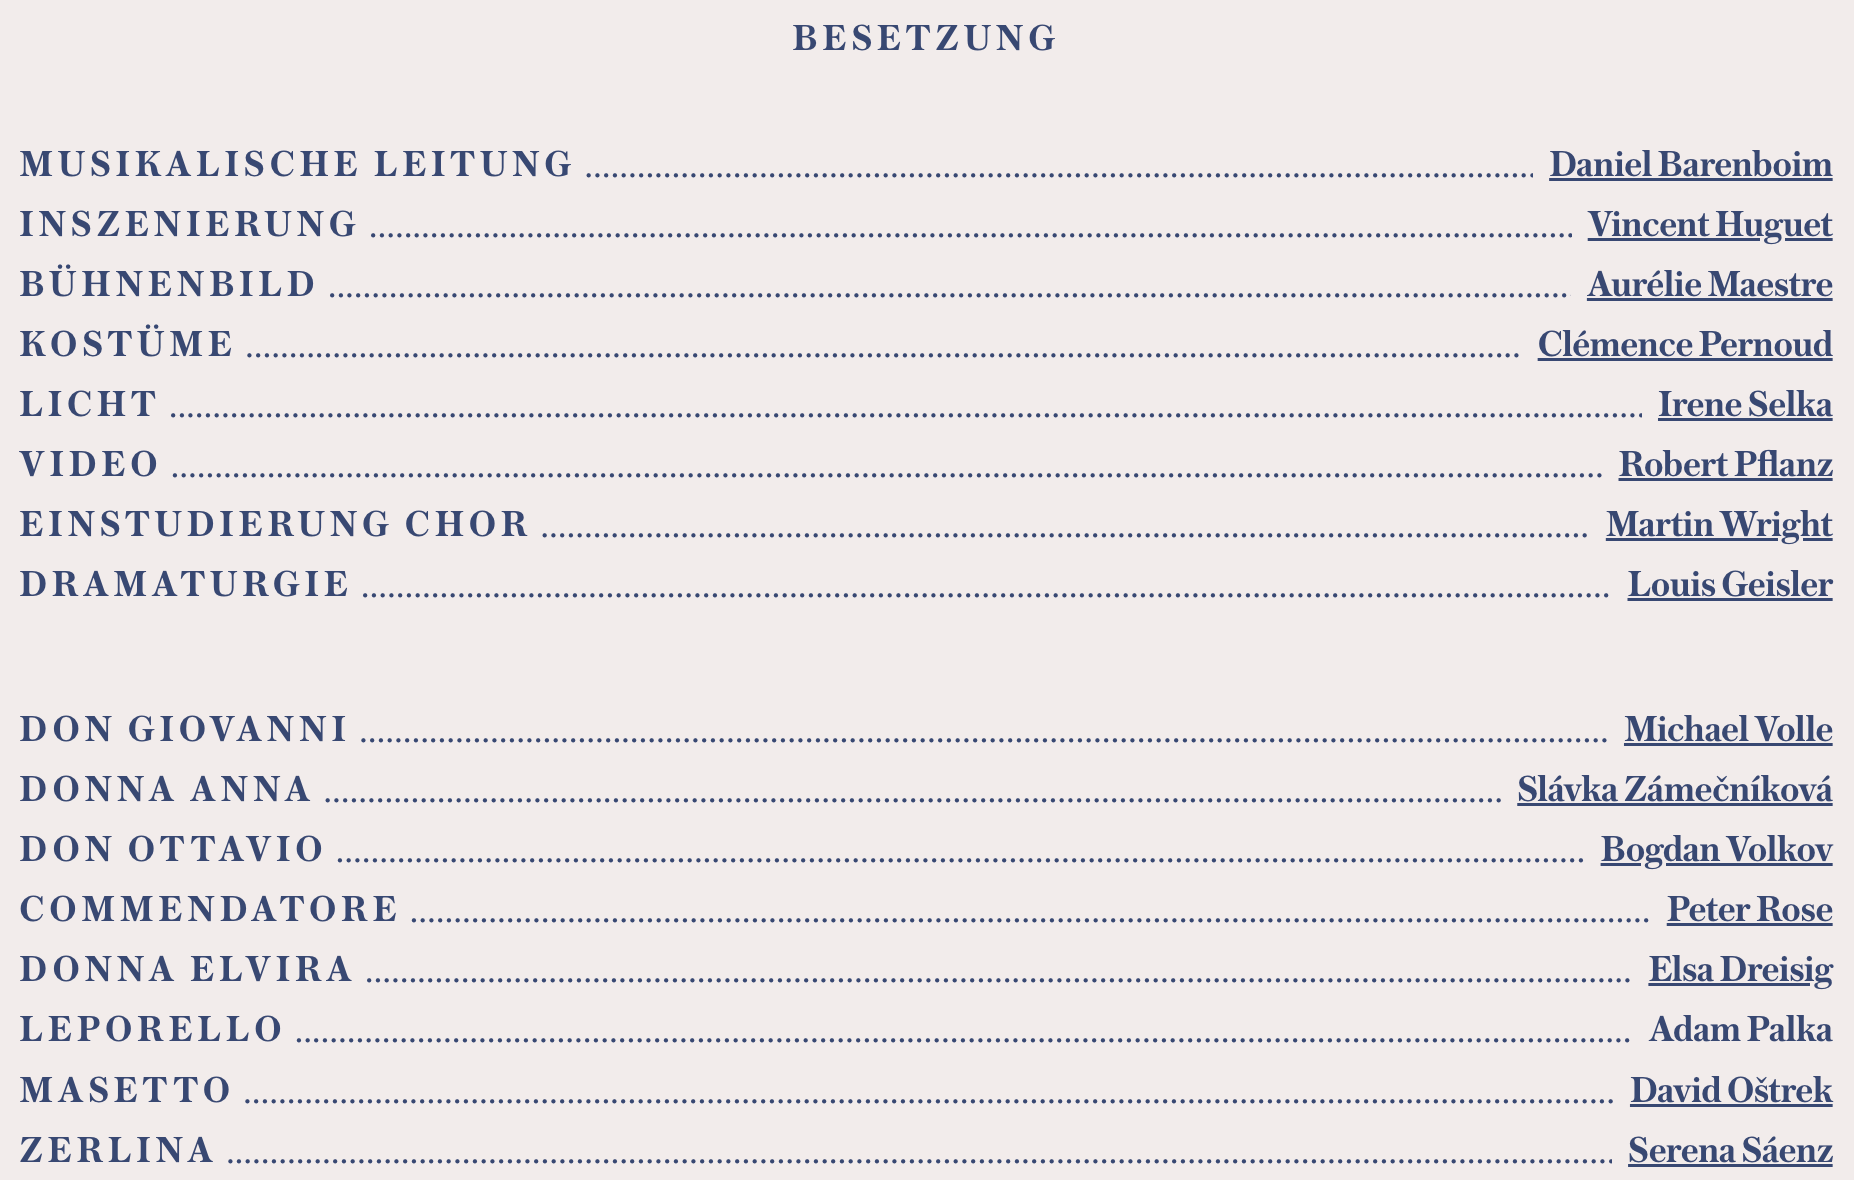 BESETZUNG
MUSIKALISCHE LEITUNG Daniel Barenboim
INSZENIERUNG Vincent Huguet
BÜHNENBILD Aurélie Maestre
KOSTÜME Clémence Pernoud
LICHT Irene Selka
VIDEO Robert Pflanz
EINSTUDIERUNG CHOR Martin Wright
DRAMATURGIE Louis Geisler
DON GIOVANNI Michael Volle
DONNA ANNA Slávka Zámečníková
DON OTTAVIO Bogdan Volkov
COMMENDATORE Peter Rose
DONNA ELVIRA Elsa Dreisig
LEPORELLO Adam Palka
MASETTO David Oštrek
ZERLINA Serena Sáenz